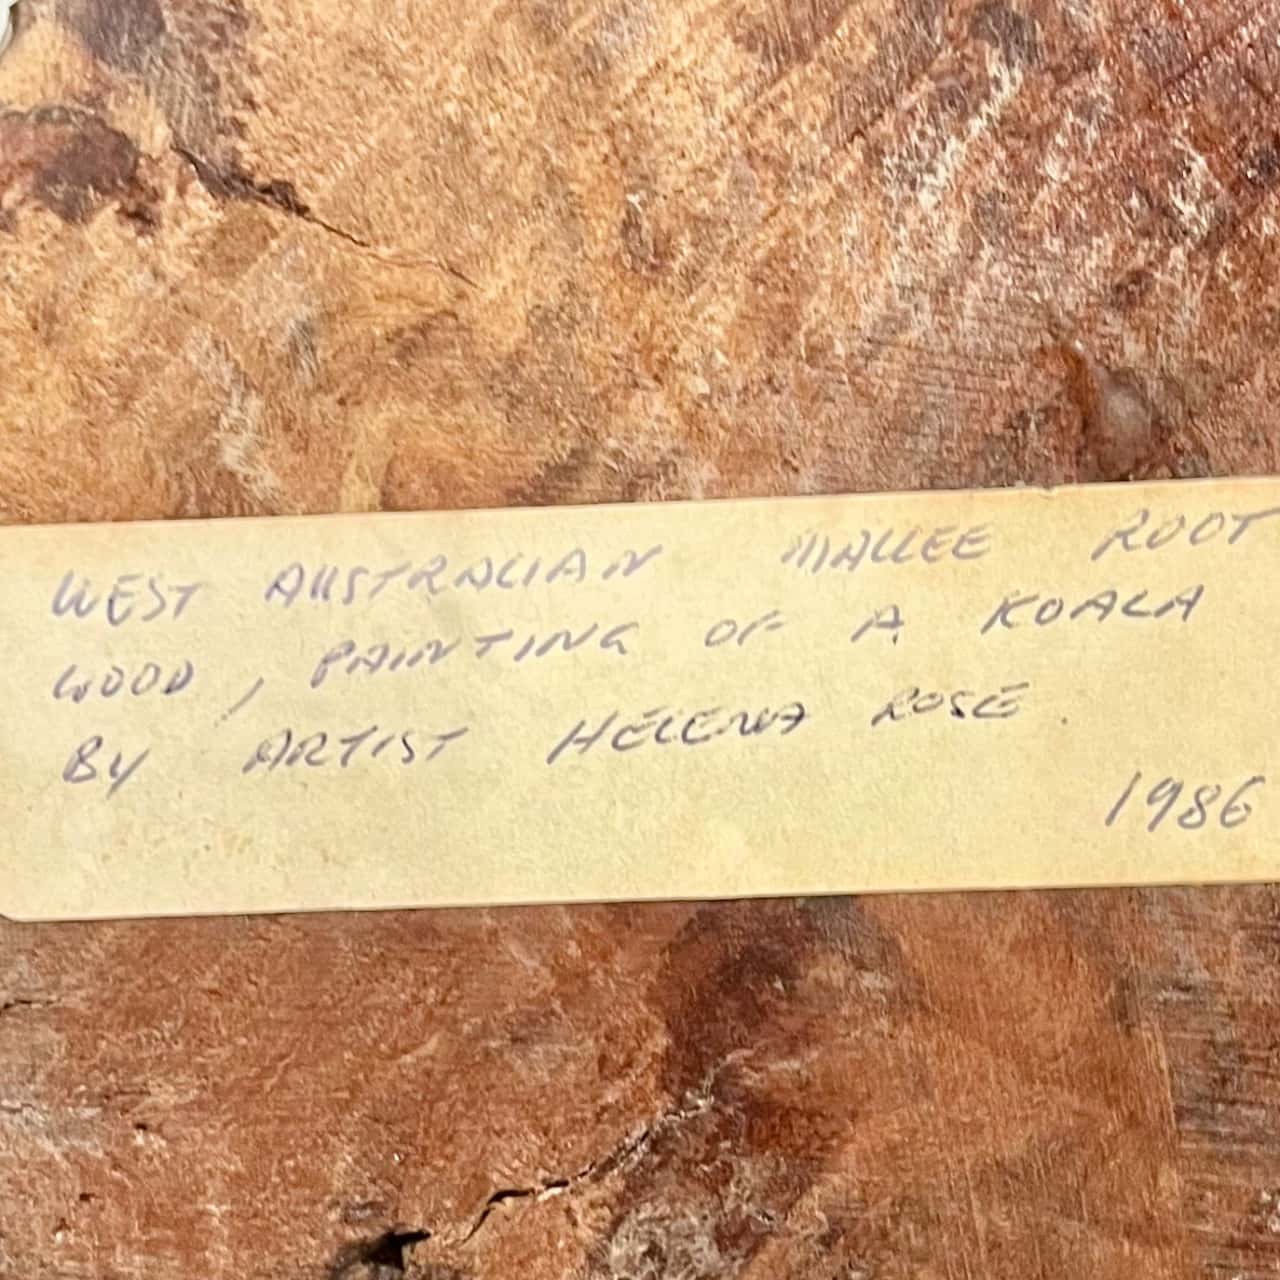 WEST AUSTRALIAN MALLEE ROOT
WOOD, PAINTING OF A KOALA
BY ARTIST HELENA ROSE.
1986